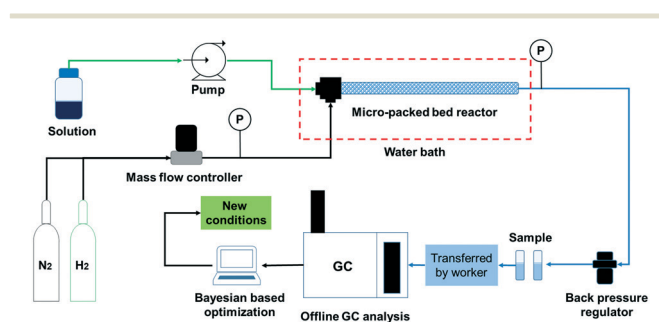 P
Pump
Solution
Micro-packed bed reactor
P
Water bath
Mass flow controller
New
conditions
N2
H2
GC
Transferred
by worker
Sample
Back pressure
regulator
Bayesian based
optimization
Offline GC analysis